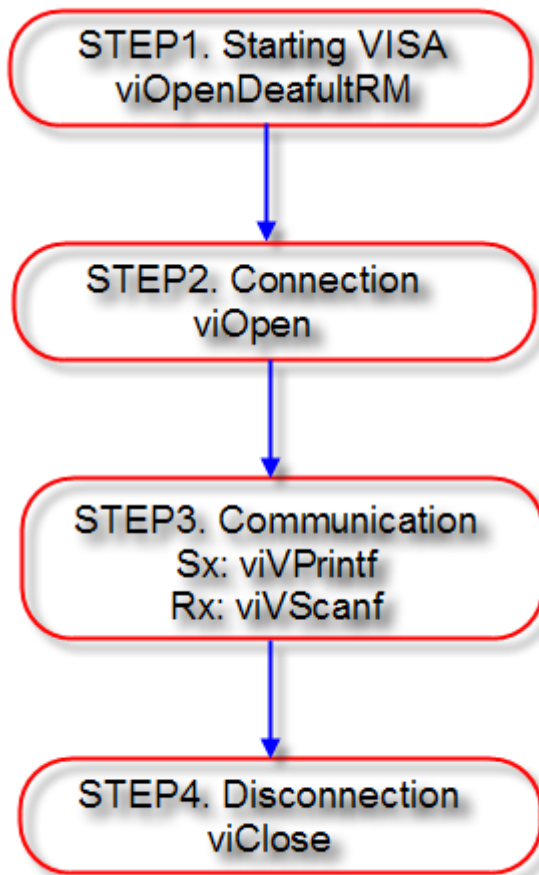 STEP1. Starting VISA
viOpenDeafultRM
STEP2. Connection
viOpen
STEP3. Communication
Sx: viVPrintf
Rx: viVScanf
STEP4. Disconnection
viClose